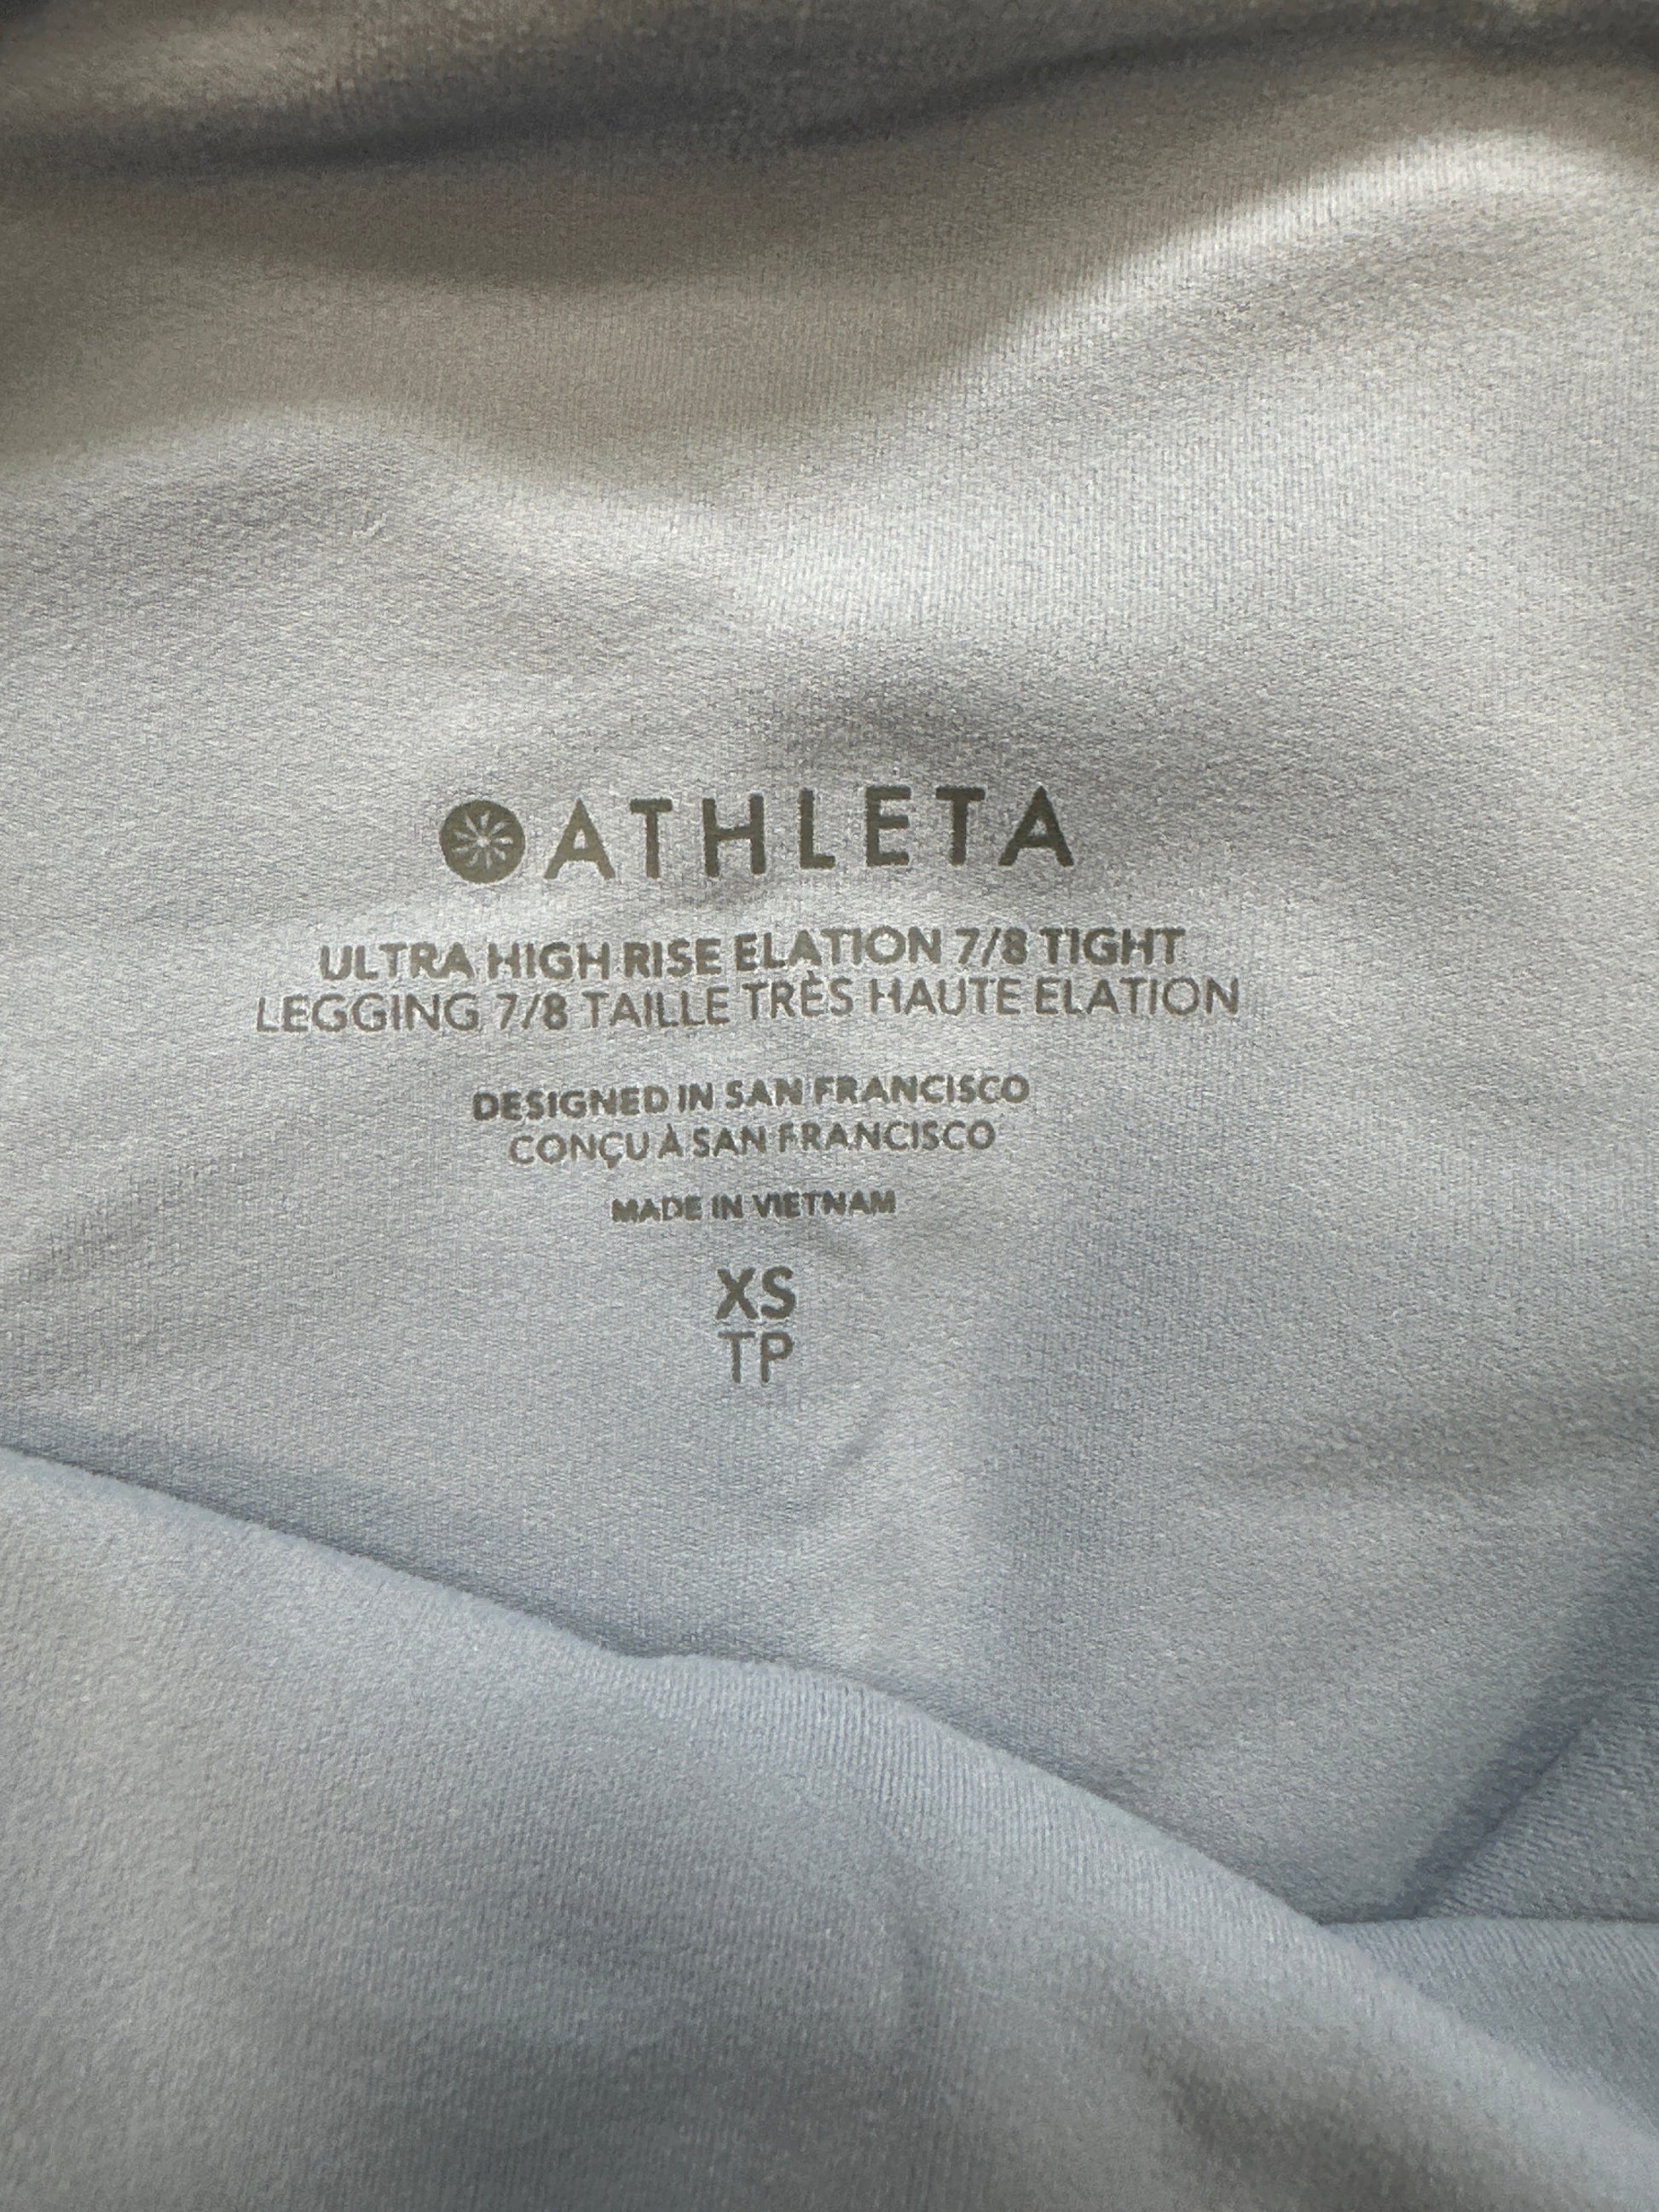 ATHLETA
ULTRA HIGH RISE ELATION 7/8 TIGHT
LEGGING 7/8 TAILLE TRÈS HAUTE ELATION
DESIGNED IN SAN FRANCISCO
CONÇU À SAN FRANCISCO
MADE IN VIETNAM
XS
TP